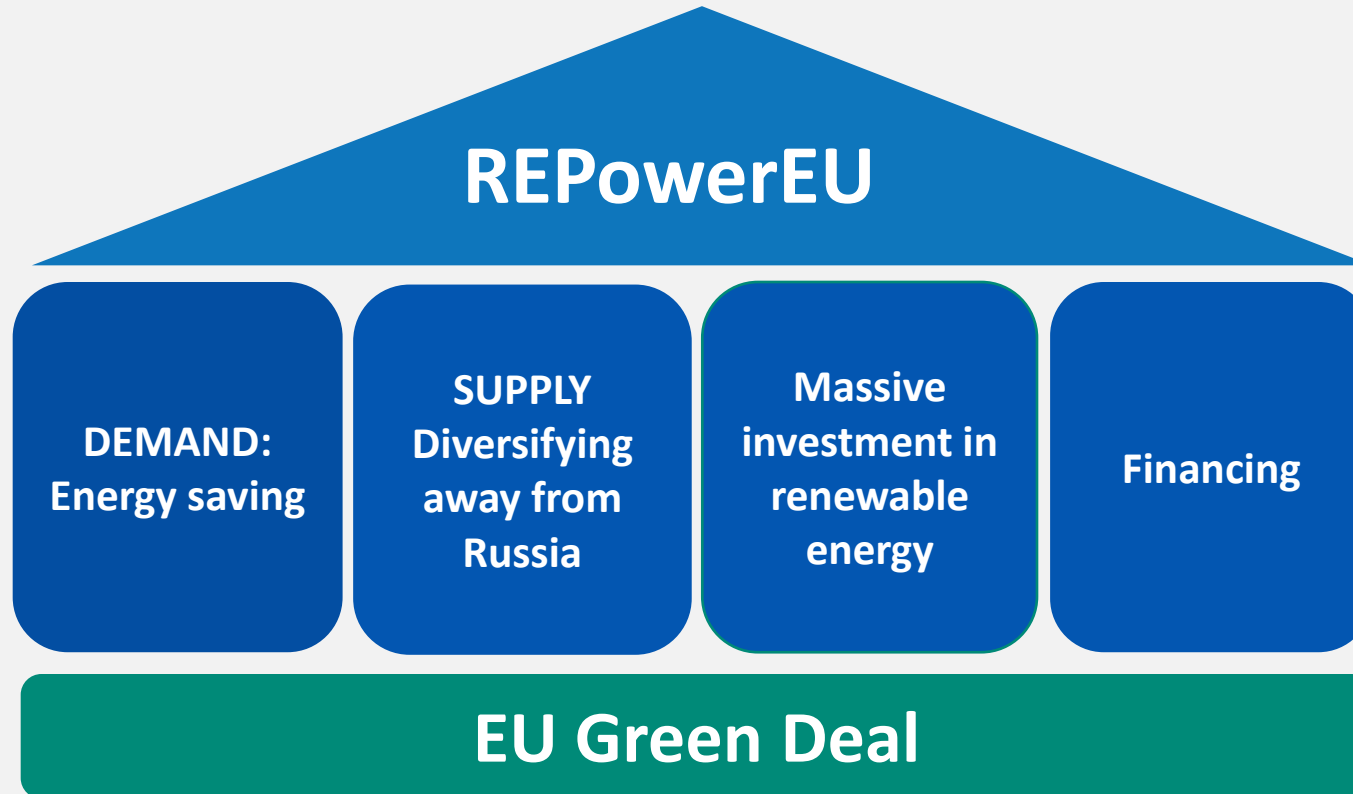 REPowerEU
DEMAND:
Energy saving
SUPPLY
Diversifying
away from
Russia
Massive
investment in
renewable
energy
Financing
EU Green Deal